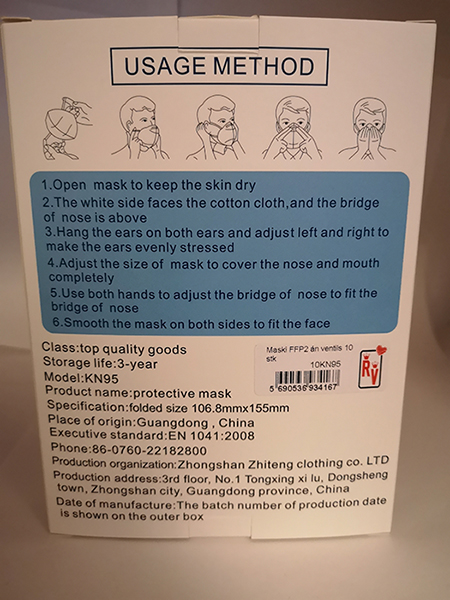 USAGE METHOD
1.Open mask to keep the skin dry
2.The white side faces the cotton cloth,and the bridge
of nose is above
3.Hang the ears on both ears and adjust left and right to
make the ears evenly stressed
4.Adjust the size of mask to cover the nose and mouth
completely
5.Use both hands to adjust the bridge of nose to fit the
bridge of nose
6.Smooth the mask on both sides to fit the face
Class:top quality goods
Storage life:3-year
Model:KN95
Product name:protective mask
Specification:folded size 106.8mmx155mm
Place of origin:Guangdong , China
Executive standard:EN 1041:2008
Phone:86-0760-22182800
Production organization:Zhongshan Zhiteng clothing co. LTD
Production address:3rd floor, No.1 Tongxing xi lu, Dongsheng
town, Zhongshan city, Guangdong province, China
Date of manufacture:The batch number of production date
is shown on the outer box
Maski FFP2 án ventils 10
stk
10KN95
5 690536 934167
RV